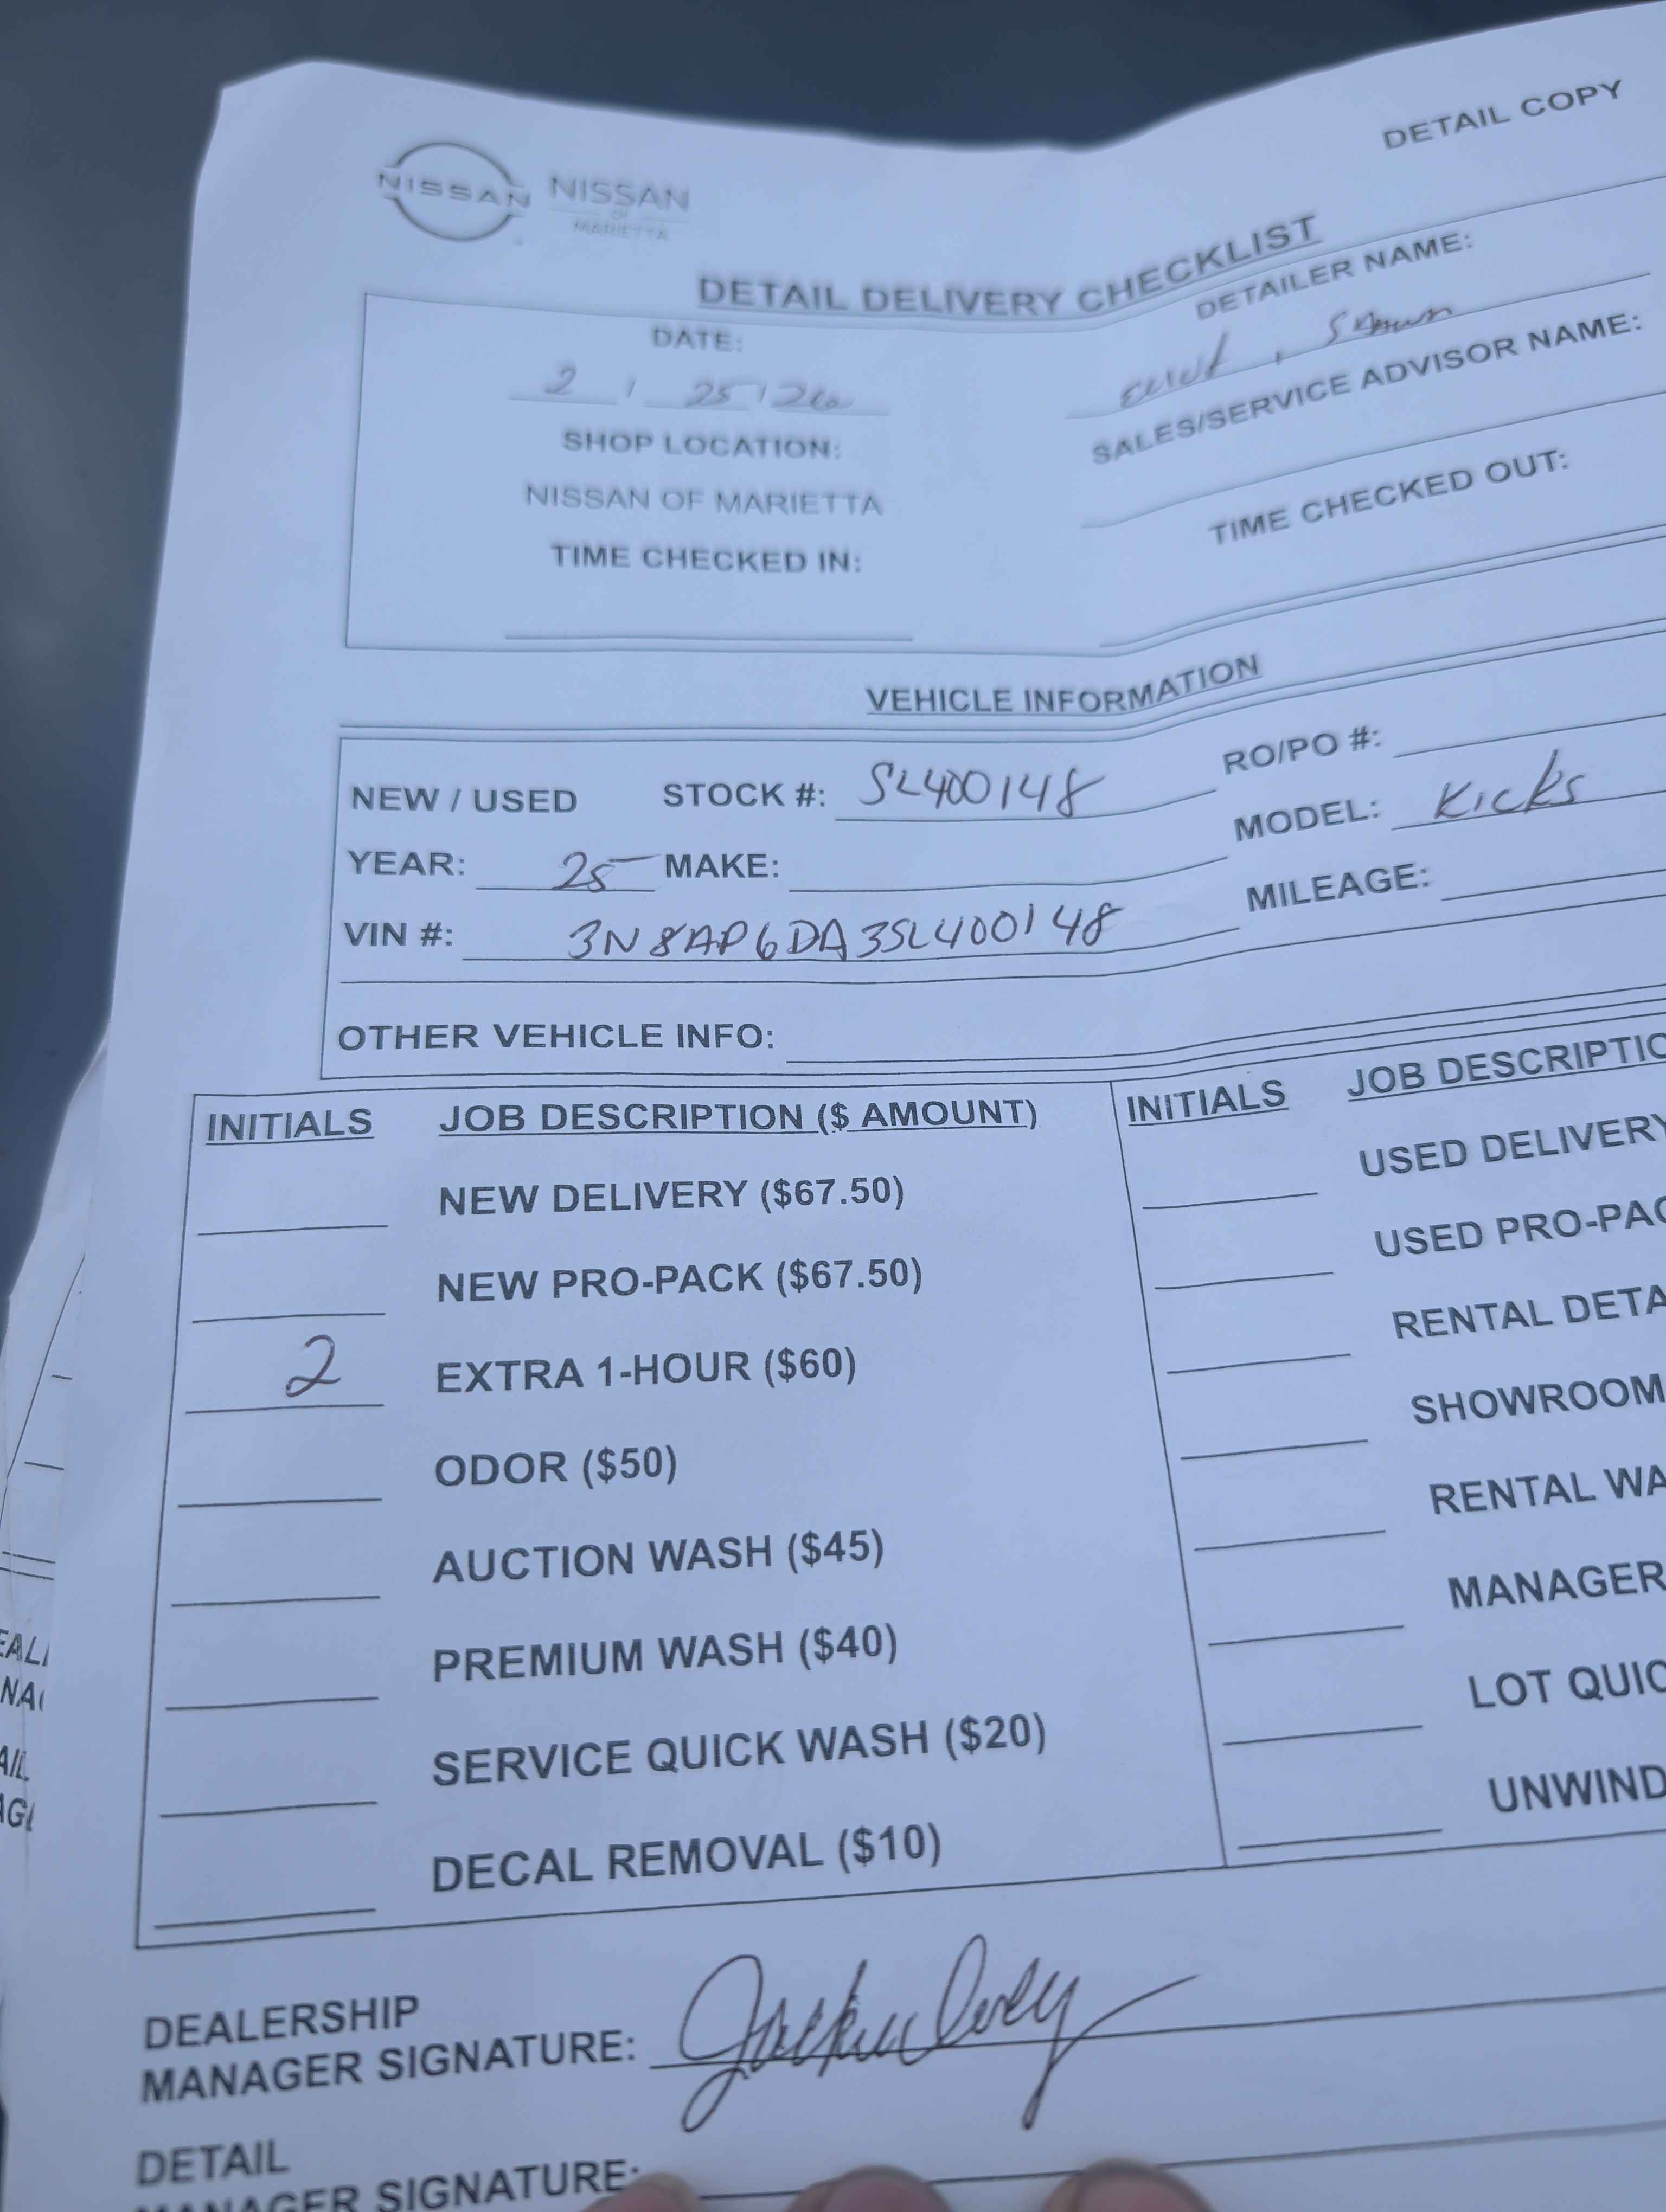 DETAIL COPY
NISSAN NISSAN
OF
MARIETTA
DETAIL DELIVERY CHECKLIST
DATE:
2 / 25 / 26
DETAILER NAME:
SHOP LOCATION:
NISSAN OF MARIETTA
SALES/SERVICE ADVISOR NAME:
TIME CHECKED IN:
TIME CHECKED OUT:
VEHICLE INFORMATION
NEW / USED STOCK #: SL400148 RO/PO #:
YEAR: 25 MAKE: MODEL: Kicks
VIN #: 3N8AP6DA3SL400148 MILEAGE:
OTHER VEHICLE INFO:
INITIALS JOB DESCRIPTION ($ AMOUNT)
NEW DELIVERY ($67.50)
NEW PRO-PACK ($67.50)
2 EXTRA 1-HOUR ($60)
ODOR ($50)
AUCTION WASH ($45)
PREMIUM WASH ($40)
SERVICE QUICK WASH ($20)
DECAL REMOVAL ($10)
INITIALS JOB DESCRIPTIO
USED DELIVERY
USED PRO-PAC
RENTAL DETA
SHOWROOM
RENTAL WA
MANAGER
LOT QUIC
UNWIND
DEALERSHIP
MANAGER SIGNATURE:
DETAIL
MANAGER SIGNATURE: